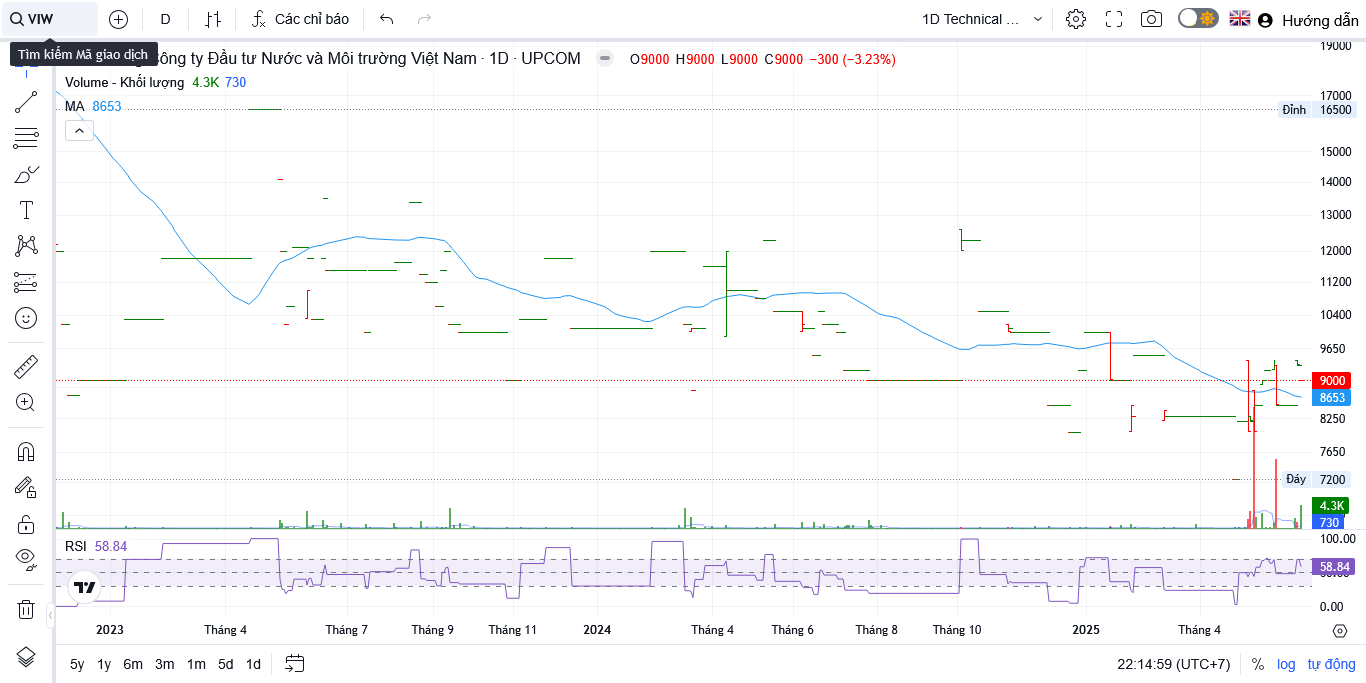 VIW D Các chỉ báo 1D Technical ... Hướng dẫn
Tìm kiếm Mã giao dịch
công ty Đầu tư Nước và Môi trường Việt Nam · 1D · UPCOM O9000 H9000 L9000 C9000 −300 (−3.23%)
Volume - Khối lượng 4.3K 730
MA 8653
19000
17000
Đỉnh 16500
15000
14000
13000
12000
11200
10400
9650
9000
8653
8250
7650
Đáy 7200
4.3K
730
RSI 58.84
100.00
58.84
0.00
2023 Tháng 4 Tháng 7 Tháng 9 Tháng 11 2024 Tháng 4 Tháng 6 Tháng 8 Tháng 10 2025 Tháng 4
5y 1y 6m 3m 1m 5d 1d 22:14:59 (UTC+7) % log tự động